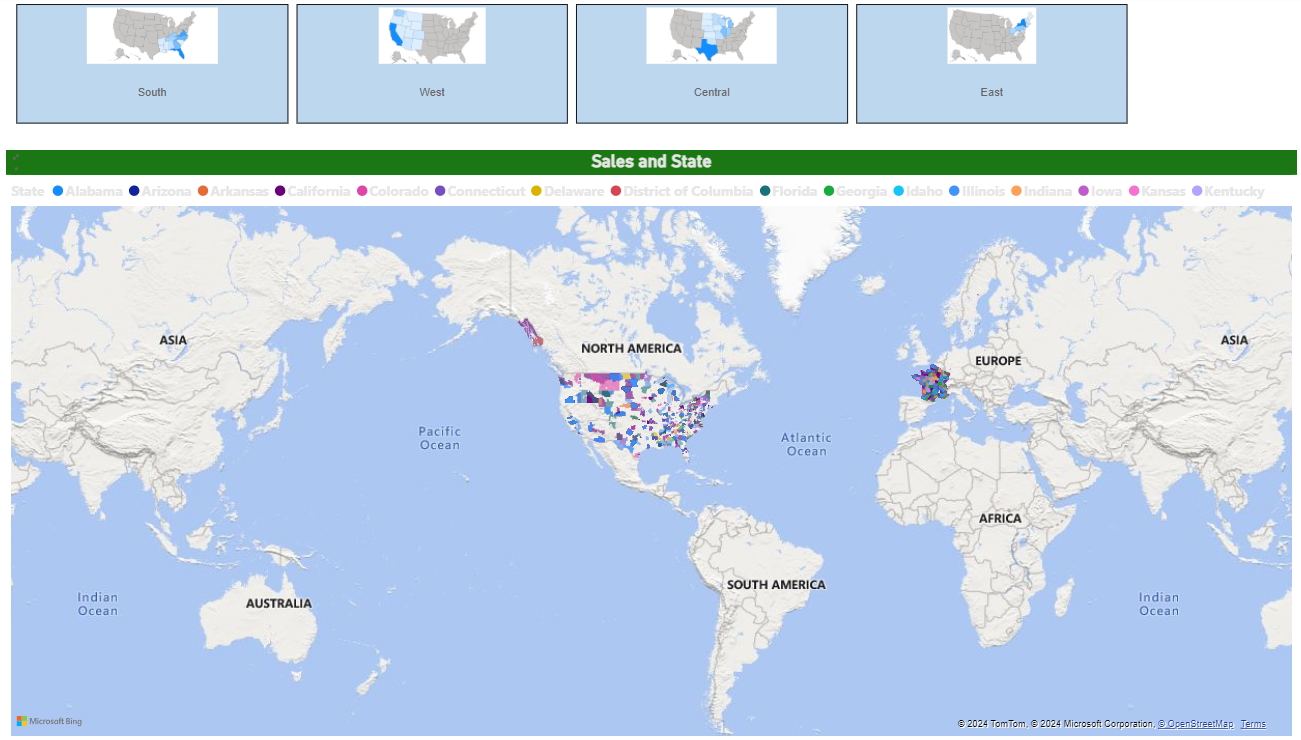 South West Central East
Sales and State
State Alabama Arizona Arkansas California Colorado Connecticut Delaware District of Columbia Florida Georgia Idaho Illinois Indiana Iowa Kansas Kentucky
ASIA
NORTH AMERICA
EUROPE
ASIA
Pacific
Ocean
Atlantic
Ocean
AFRICA
SOUTH AMERICA
Indian
Ocean
AUSTRALIA
Indian
Ocean
Microsoft Bing
© 2024 TomTom, © 2024 Microsoft Corporation, © OpenStreetMap Terms